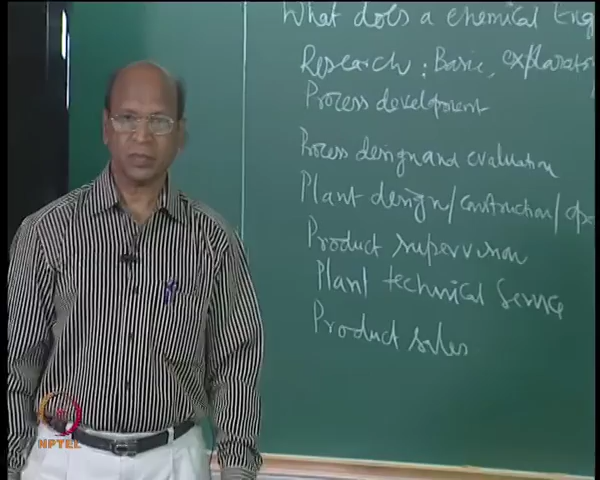 What does a chemical Eng
Research: Basic, explorato
Process development
Process design and evaluation
Plant design/construction/op
Product supervision
Plant technical Service
Product sales
NPTEL